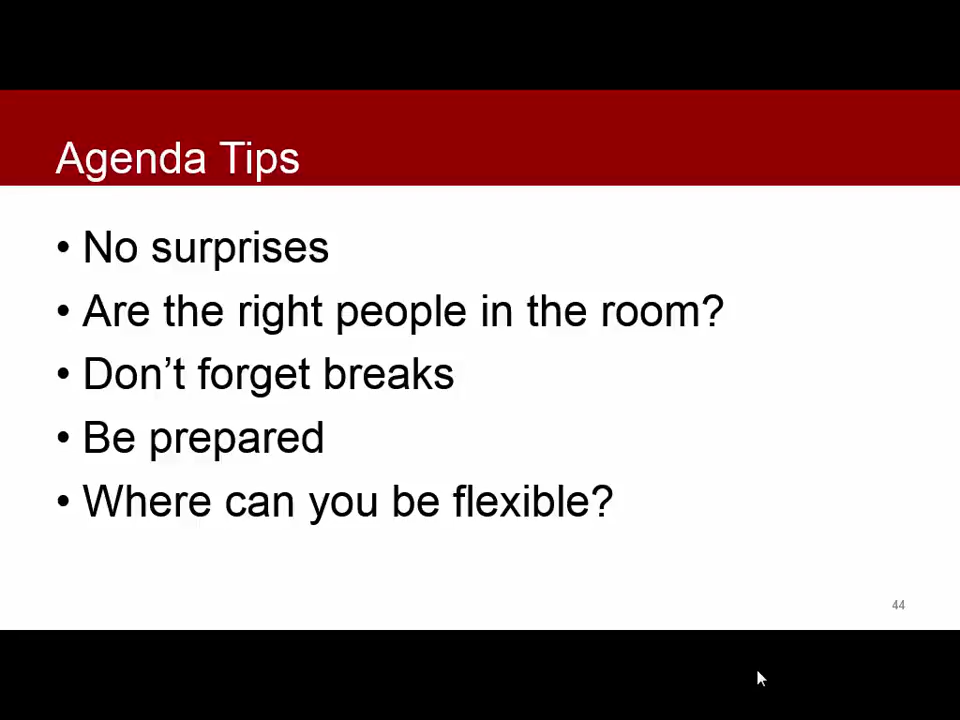 Agenda Tips
• No surprises
• Are the right people in the room?
• Don’t forget breaks
• Be prepared
• Where can you be flexible?
44